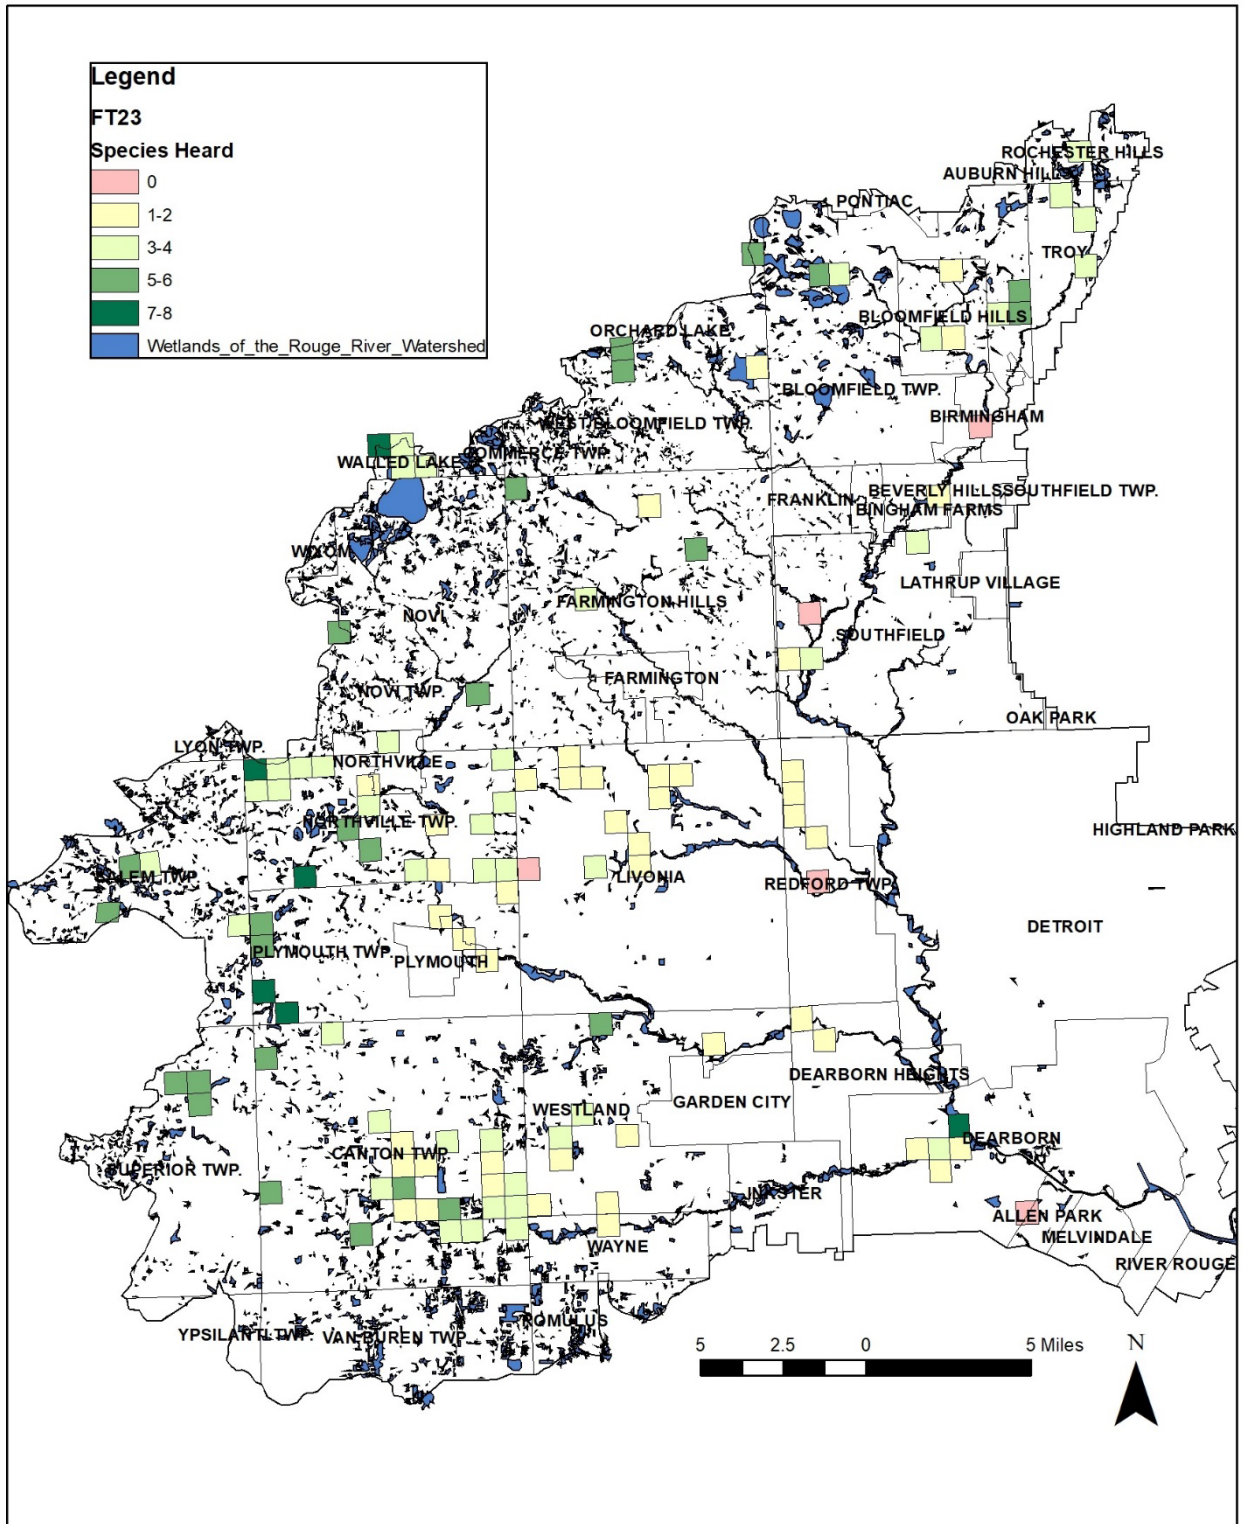 Legend
FT23
Species Heard
0
1-2
3-4
5-6
7-8
Wetlands_of_the_Rouge_River_Watershed
ROCHESTER HILLS
AUBURN HILLS
PONTIAC
TROY
BLOOMFIELD HILLS
ORCHARD LAKE
BLOOMFIELD TWP.
BIRMINGHAM
WEST BLOOMFIELD TWP.
COMMERCE TWP.
WALLED LAKE
FRANKLIN
BEVERLY HILLS
SOUTHFIELD TWP.
BINGHAM FARMS
WIXOM
LATHRUP VILLAGE
FARMINGTON HILLS
NOVI
SOUTHFIELD
FARMINGTON
NOVI TWP.
OAK PARK
LYON TWP.
NORTHVILLE
NORTHVILLE TWP.
HIGHLAND PARK
SALEM TWP.
LIVONIA
REDFORD TWP.
DETROIT
PLYMOUTH TWP.
PLYMOUTH
DEARBORN HEIGHTS
GARDEN CITY
WESTLAND
DEARBORN
CANTON TWP.
SUPERIOR TWP.
INKSTER
ALLEN PARK
MELVINDALE
WAYNE
RIVER ROUGE
ROMULUS
YPSILANTI TWP.
VAN BUREN TWP.
5 2.5 0 5 Miles
N